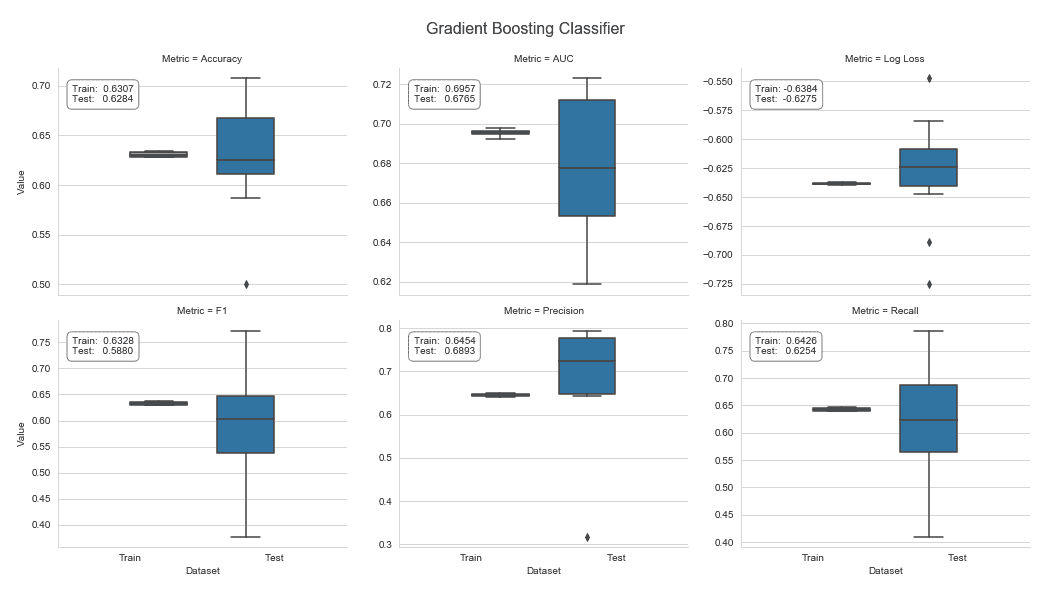 Gradient Boosting Classifier
Metric = Accuracy
Metric = AUC
Metric = Log Loss
Train: 0.6307
Test: 0.6284
Train: 0.6957
Test: 0.6765
Train: -0.6384
Test: -0.6275
0.70
0.65
0.60
0.55
0.50
Value
0.72
0.70
0.68
0.66
0.64
0.62
−0.550
−0.575
−0.600
−0.625
−0.650
−0.675
−0.700
−0.725
Metric = F1
Metric = Precision
Metric = Recall
Train: 0.6328
Test: 0.5880
Train: 0.6454
Test: 0.6893
Train: 0.6426
Test: 0.6254
0.75
0.70
0.65
0.60
0.55
0.50
0.45
0.40
Value
0.8
0.7
0.6
0.5
0.4
0.3
0.80
0.75
0.70
0.65
0.60
0.55
0.50
0.45
0.40
Train Test
Train Test
Train Test
Dataset
Dataset
Dataset